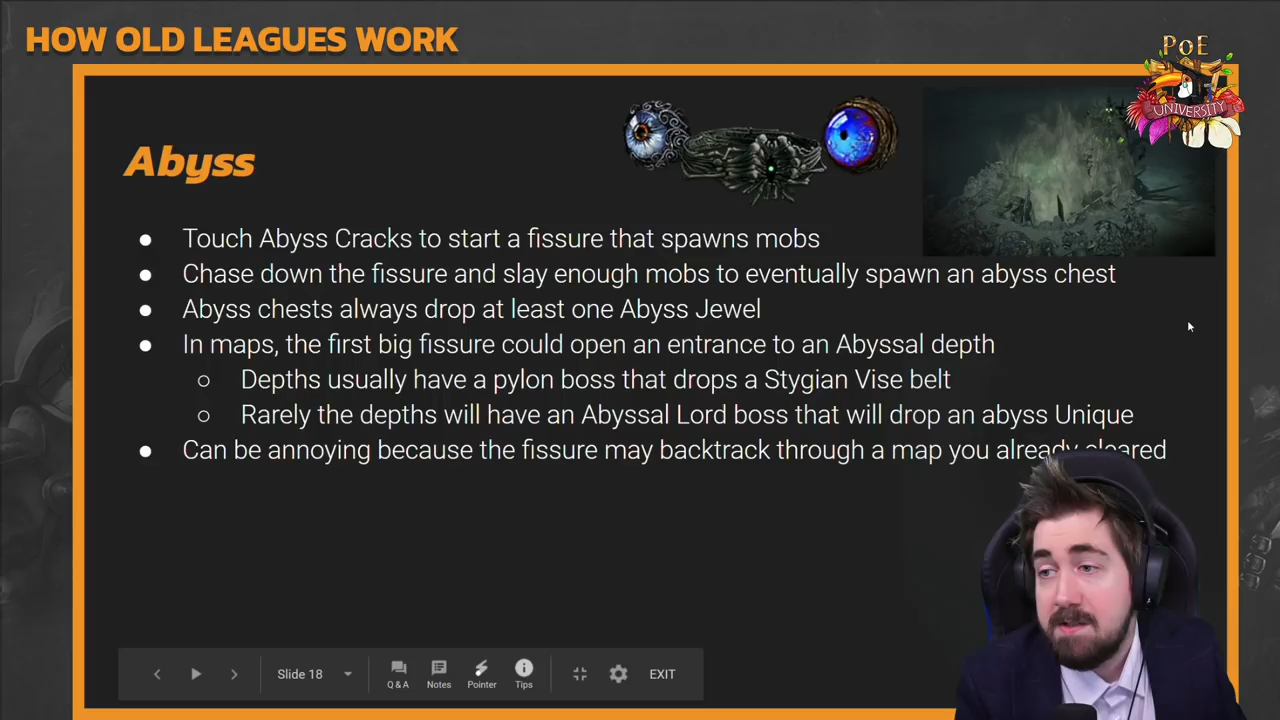 HOW OLD LEAGUES WORK
PoE
UNIVERSITY
Abyss
● Touch Abyss Cracks to start a fissure that spawns mobs
● Chase down the fissure and slay enough mobs to eventually spawn an abyss chest
● Abyss chests always drop at least one Abyss Jewel
● In maps, the first big fissure could open an entrance to an Abyssal depth
○ Depths usually have a pylon boss that drops a Stygian Vise belt
○ Rarely the depths will have an Abyssal Lord boss that will drop an abyss Unique
● Can be annoying because the fissure may backtrack through a map you already cleared
Slide 18 Q & A Notes Pointer Tips EXIT